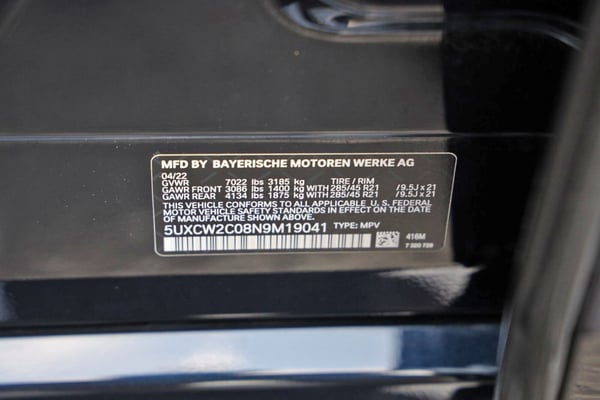 MFD BY BAYERISCHE MOTOREN WERKE AG
04/22
GVWR 7022 lbs 3185 kg TIRE / RIM
GAWR FRONT 3086 lbs 1400 kg WITH 285/45 R21 / 9.5J x 21
GAWR REAR 4134 lbs 1875 kg WITH 285/45 R21 / 9.5J x 21
THIS VEHICLE CONFORMS TO ALL APPLICABLE U. S. FEDERAL
MOTOR VEHICLE SAFETY STANDARDS IN EFFECT ON THE DATE
OF MANUFACTURE SHOWN ABOVE.
5UXCW2C08N9M19041 TYPE: MPV
416M
7 320 729